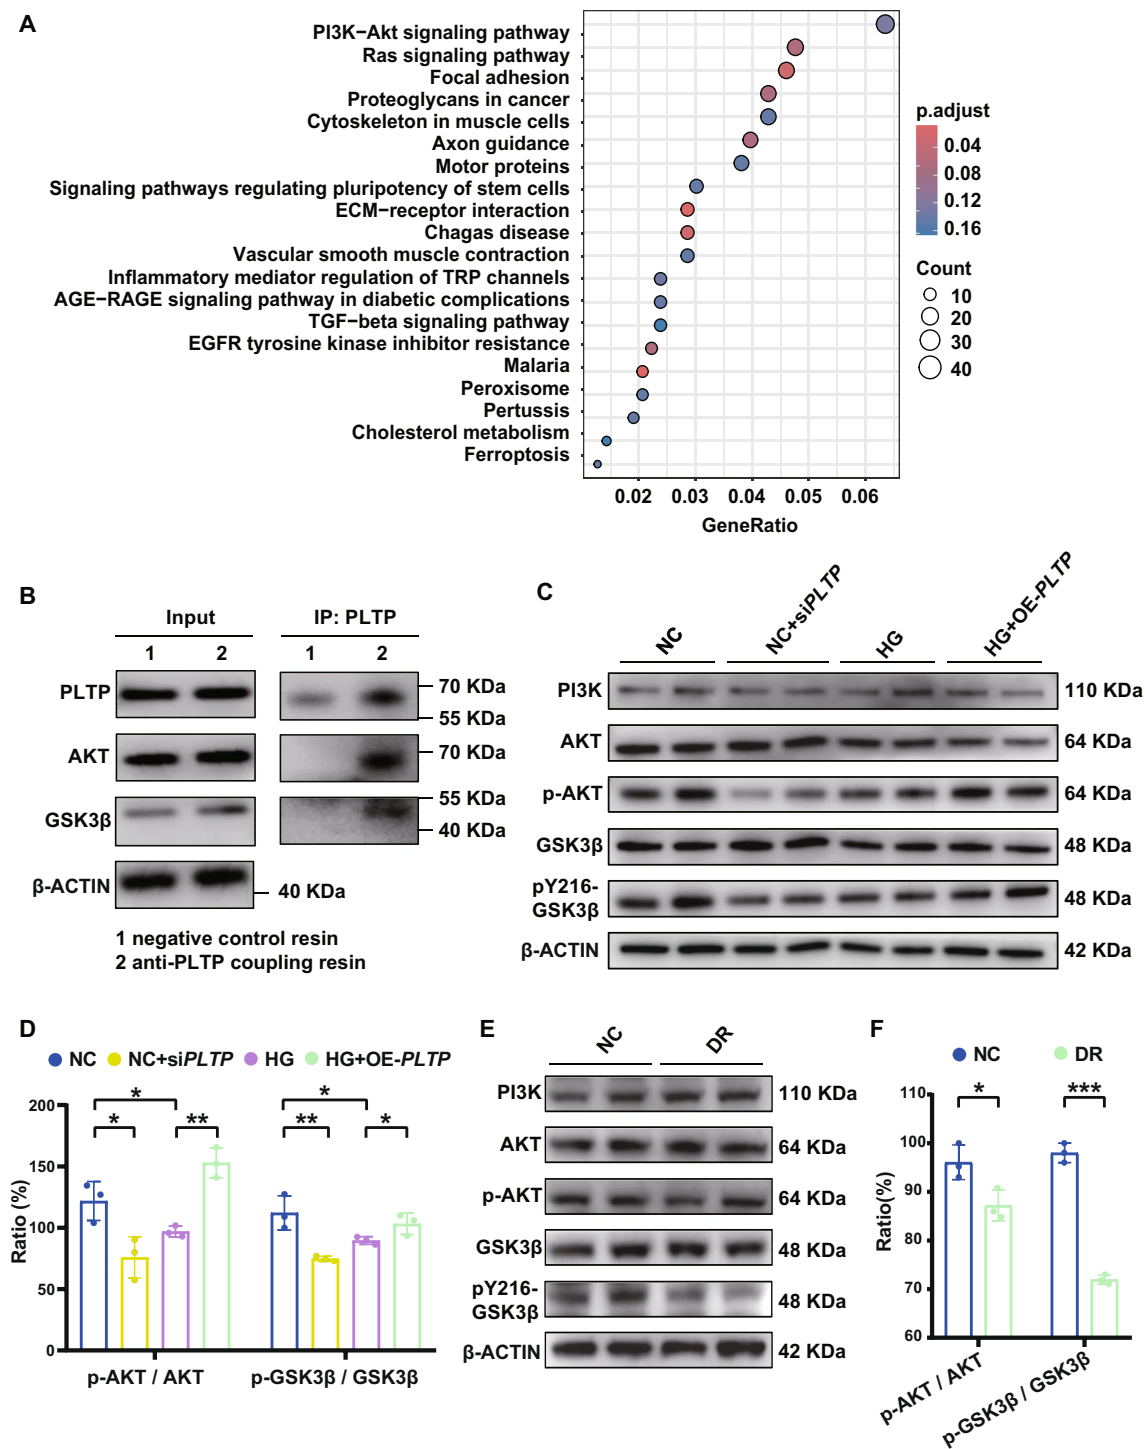 A
PI3K−Akt signaling pathway
Ras signaling pathway
Focal adhesion
Proteoglycans in cancer
Cytoskeleton in muscle cells
Axon guidance
Motor proteins
Signaling pathways regulating pluripotency of stem cells
ECM−receptor interaction
Chagas disease
Vascular smooth muscle contraction
Inflammatory mediator regulation of TRP channels
AGE−RAGE signaling pathway in diabetic complications
TGF−beta signaling pathway
EGFR tyrosine kinase inhibitor resistance
Malaria
Peroxisome
Pertussis
Cholesterol metabolism
Ferroptosis
0.02 0.03 0.04 0.05 0.06
GeneRatio
p.adjust
0.04
0.08
0.12
0.16
Count
10
20
30
40
B
Input IP: PLTP
1 2 1 2
PLTP 70 KDa
55 KDa
AKT 70 KDa
GSK3β 55 KDa
40 KDa
β-ACTIN 40 KDa
1 negative control resin
2 anti-PLTP coupling resin
C
NC NC+siPLTP HG HG+OE-PLTP
PI3K 110 KDa
AKT 64 KDa
p-AKT 64 KDa
GSK3β 48 KDa
pY216-
GSK3β 48 KDa
β-ACTIN 42 KDa
D
NC NC+siPLTP HG HG+OE-PLTP
Ratio (%)
200
150
100
50
0
* * ** * ** *
p-AKT / AKT p-GSK3β / GSK3β
E
NC DR
PI3K 110 KDa
AKT 64 KDa
p-AKT 64 KDa
GSK3β 48 KDa
pY216-
GSK3β 48 KDa
β-ACTIN 42 KDa
F
NC DR
Ratio(%)
110
100
90
80
70
60
* ***
p-AKT / AKT
p-GSK3β / GSK3β